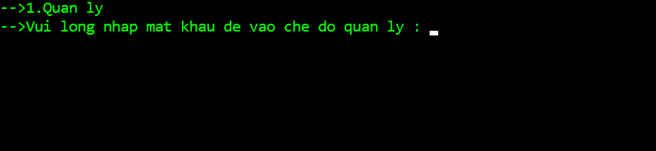 -->1.Quan ly
-->Vui long nhap mat khau de vao che do quan ly :